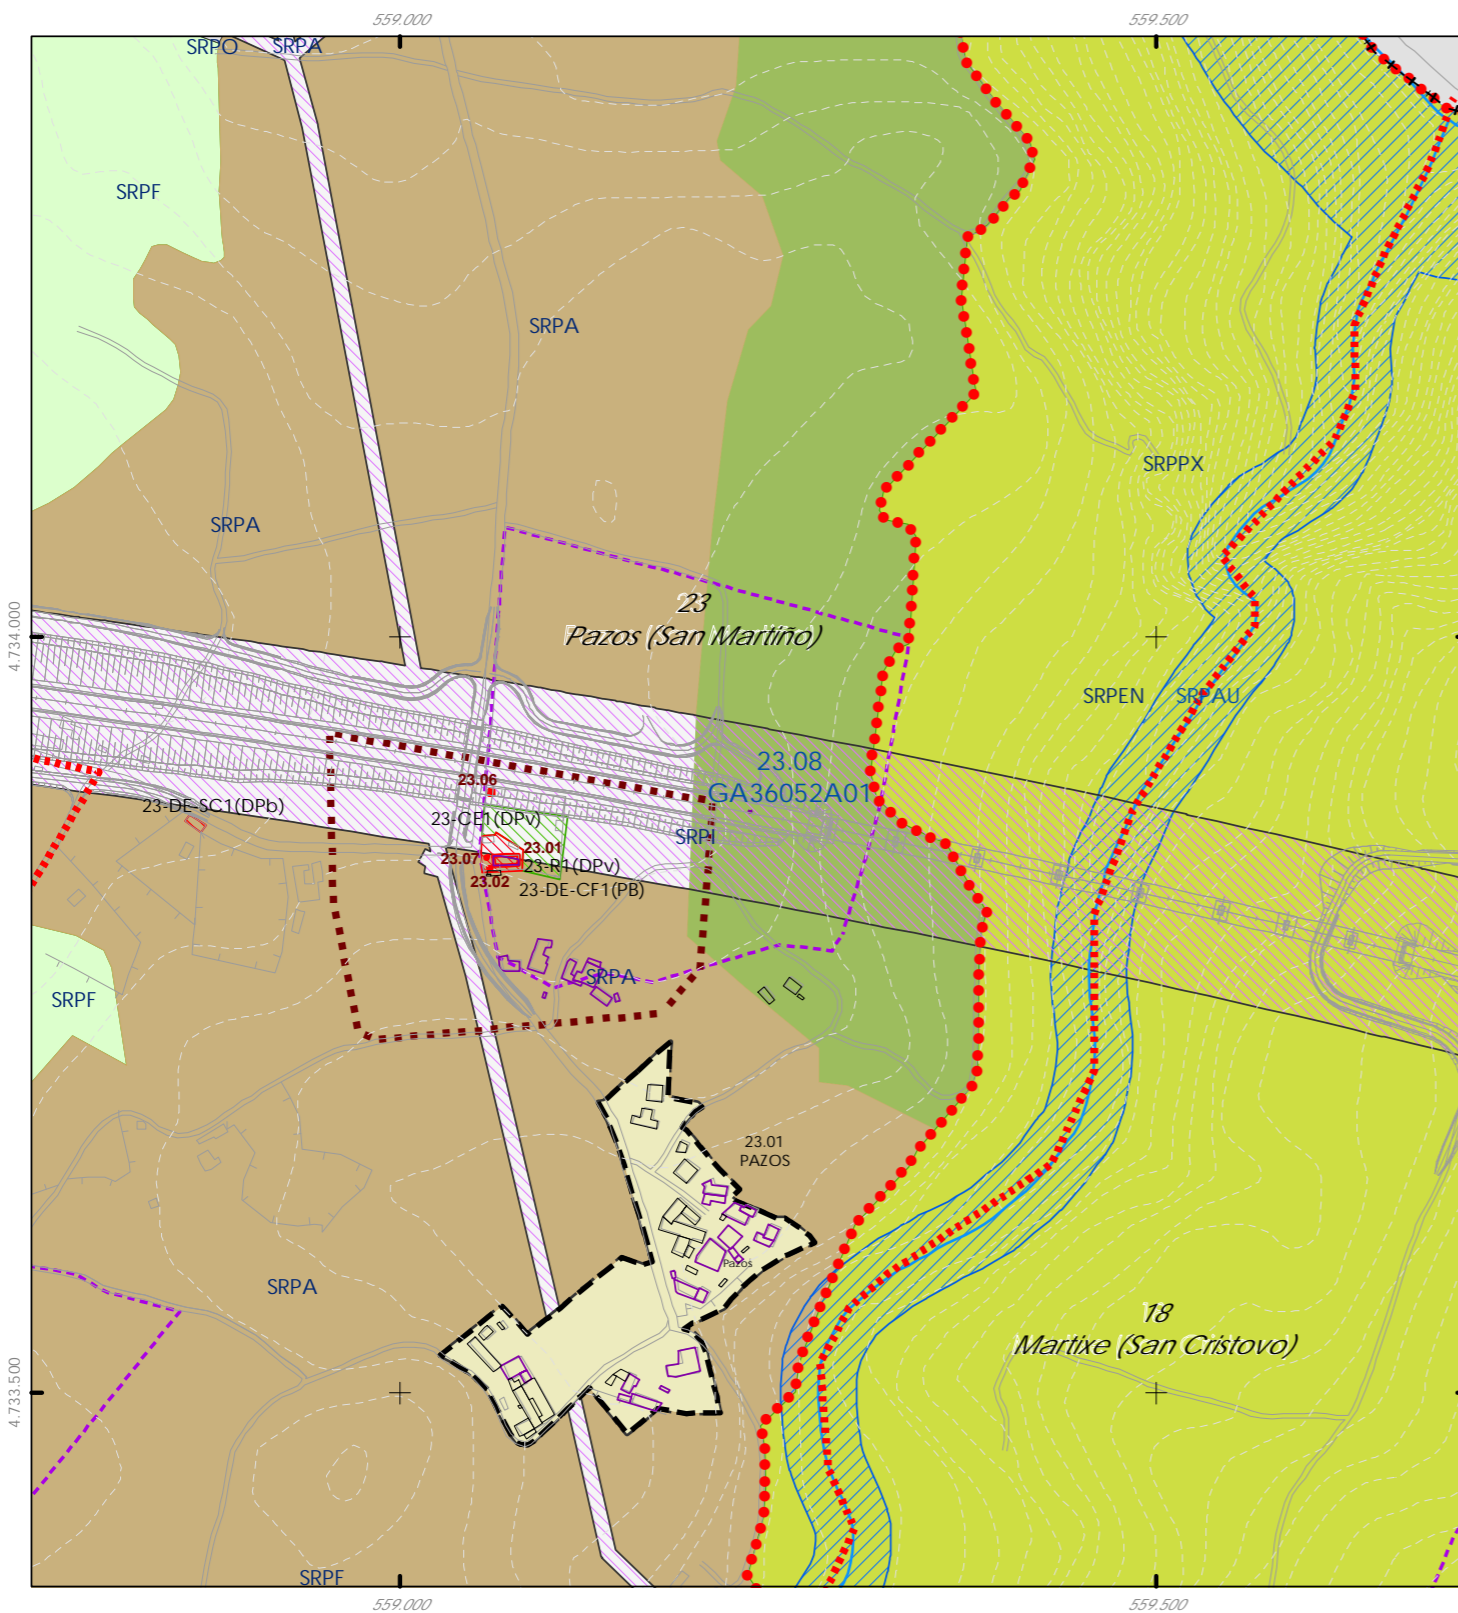 559.000
559.500
SRPO
SRPA
SRPF
SRPA
SRPPX
SRPA
23
Pazos (San Martiño)
4.734.000
SRPEN
SRPAU
23.08
GA36052A01
23.06
23-DE-SC1(DPb)
23-CE1(DPv)
SRPI
23.01
23.07
23-R1(DPv)
23.02
23-DE-CF1(PB)
SRPA
SRPF
23.01
PAZOS
Pazos
SRPA
18
Martixe (San Cristovo)
4.733.500
SRPF
559.000
559.500